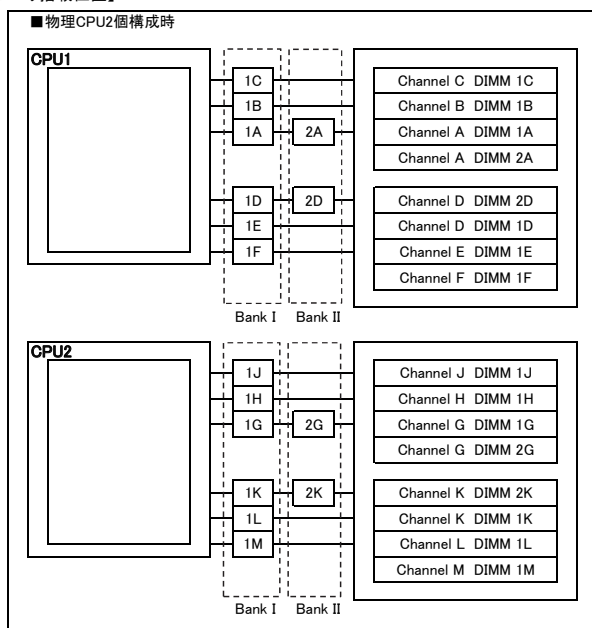 ■物理CPU2個構成時
CPU1
1C Channel C DIMM 1C
1B Channel B DIMM 1B
1A 2A Channel A DIMM 1A
Channel A DIMM 2A
1D 2D Channel D DIMM 2D
1E Channel D DIMM 1D
1F Channel E DIMM 1E
Channel F DIMM 1F
Bank I Bank II
CPU2
1J Channel J DIMM 1J
1H Channel H DIMM 1H
1G 2G Channel G DIMM 1G
Channel G DIMM 2G
1K 2K Channel K DIMM 2K
1L Channel K DIMM 1K
1M Channel L DIMM 1L
Channel M DIMM 1M
Bank I Bank II